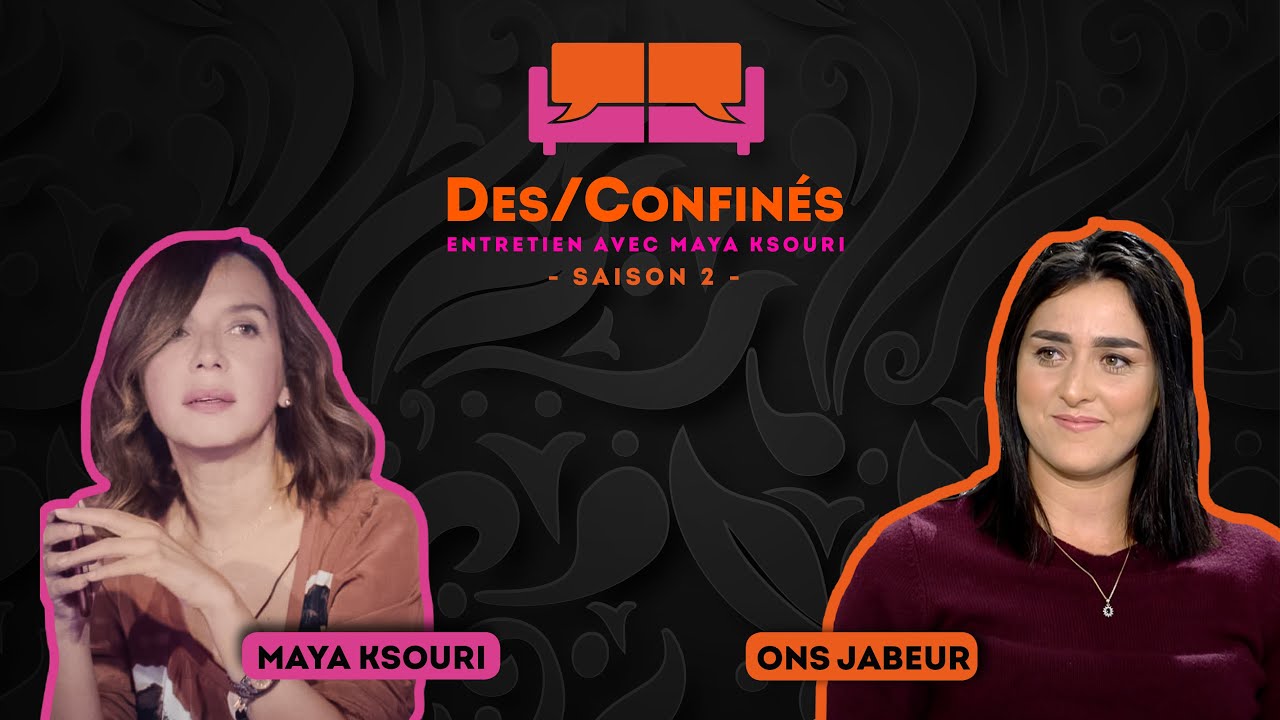 Des/Confinés
ENTRETIEN AVEC MAYA KSOURI
- SAISON 2 -
MAYA KSOURI
ONS JABEUR